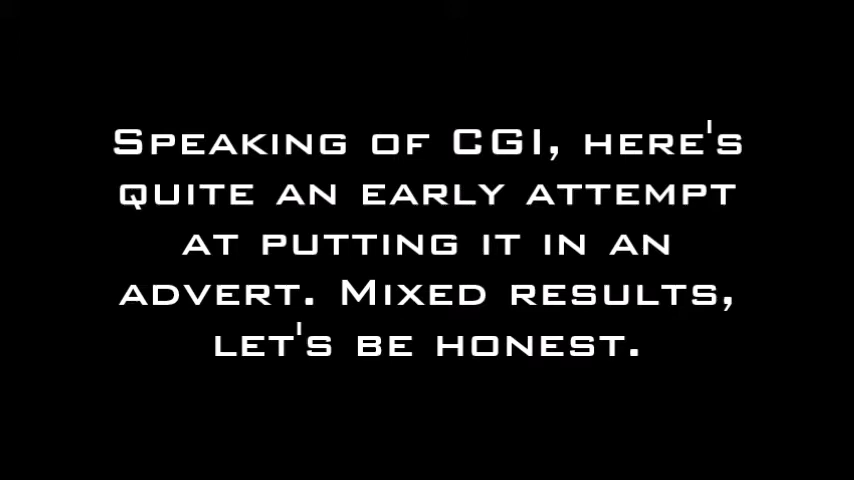 Speaking of CGI, here's
quite an early attempt
at putting it in an
advert. Mixed results,
let's be honest.